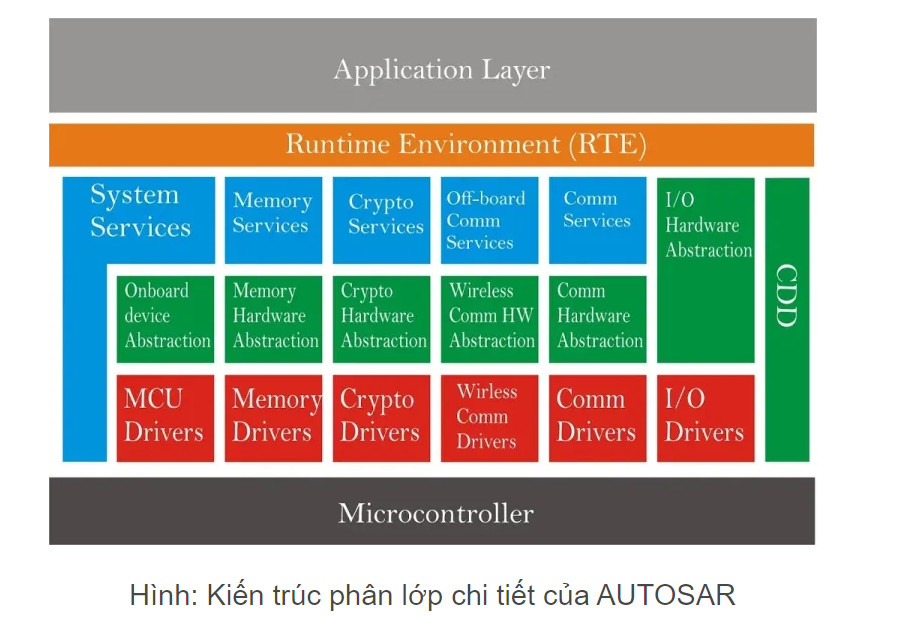 Application Layer
Runtime Environment (RTE)
System
Services
Memory
Services
Crypto
Services
Off-board
Comm
Services
Comm
Services
I/O
Hardware
Abstraction
CDD
Onboard
device
Abstraction
Memory
Hardware
Abstraction
Crypto
Hardware
Abstraction
Wireless
Comm HW
Abstraction
Comm
Hardware
Abstraction
MCU
Drivers
Memory
Drivers
Crypto
Drivers
Wirless
Comm
Drivers
Comm
Drivers
I/O
Drivers
Microcontroller
Hình: Kiến trúc phân lớp chi tiết của AUTOSAR